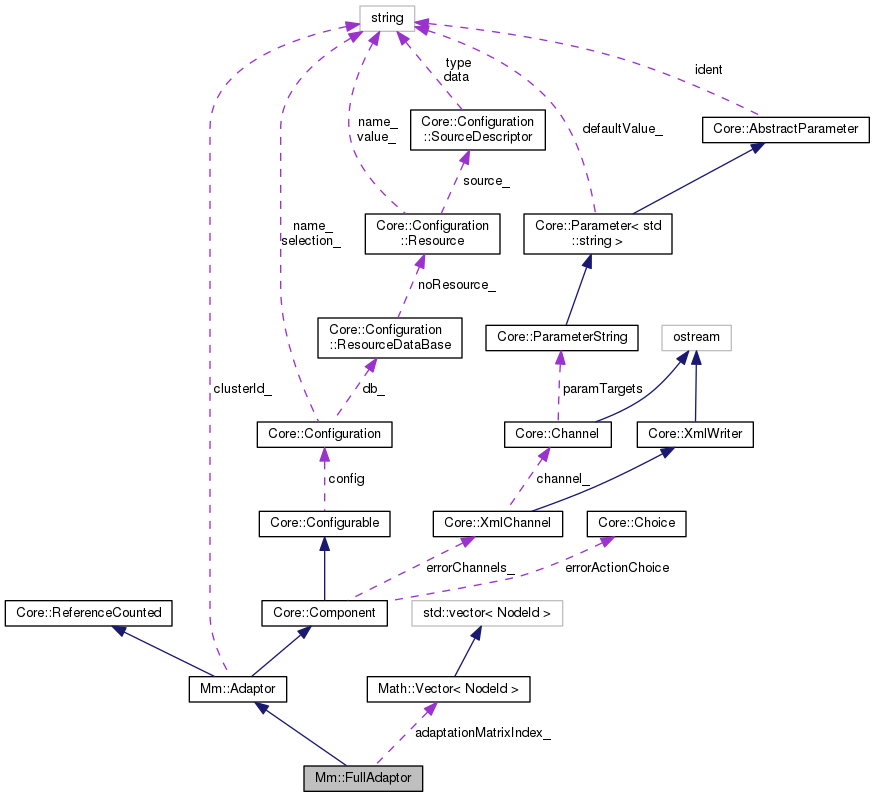 string
type
data
ident
name_
value_
Core::Configuration
::SourceDescriptor
defaultValue_
Core::AbstractParameter
source_
name_
selection_
Core::Configuration
::Resource
Core::Parameter< std
::string >
noResource_
Core::Configuration
::ResourceDataBase
Core::ParameterString
ostream
clusterId_
db_
paramTargets
Core::Configuration
Core::Channel
Core::XmlWriter
config
channel_
Core::Configurable
Core::XmlChannel
Core::Choice
errorChannels_
errorActionChoice
Core::ReferenceCounted
Core::Component
std::vector< NodeId >
Mm::Adaptor
Math::Vector< NodeId >
adaptationMatrixIndex_
Mm::FullAdaptor